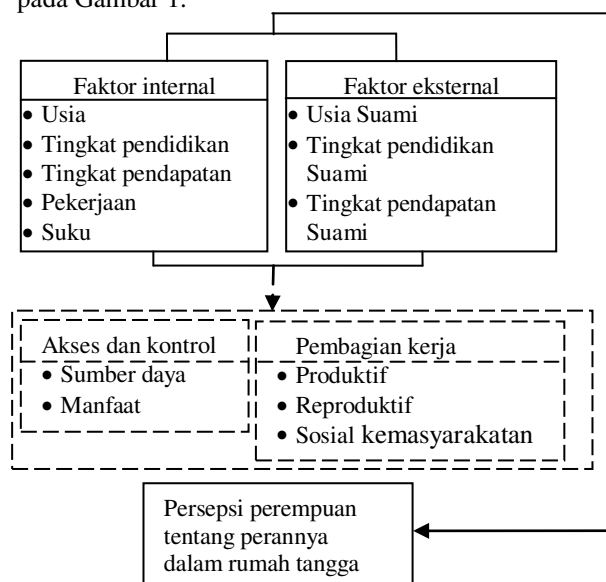 pada Gambar 1.
Faktor internal
• Usia
• Tingkat pendidikan
• Tingkat pendapatan
• Pekerjaan
• Suku
Faktor eksternal
• Usia Suami
• Tingkat pendidikan
Suami
• Tingkat pendapatan
Suami
Akses dan kontrol
• Sumber daya
• Manfaat
Pembagian kerja
• Produktif
• Reproduktif
• Sosial kemasyarakatan
Persepsi perempuan
tentang perannya
dalam rumah tangga